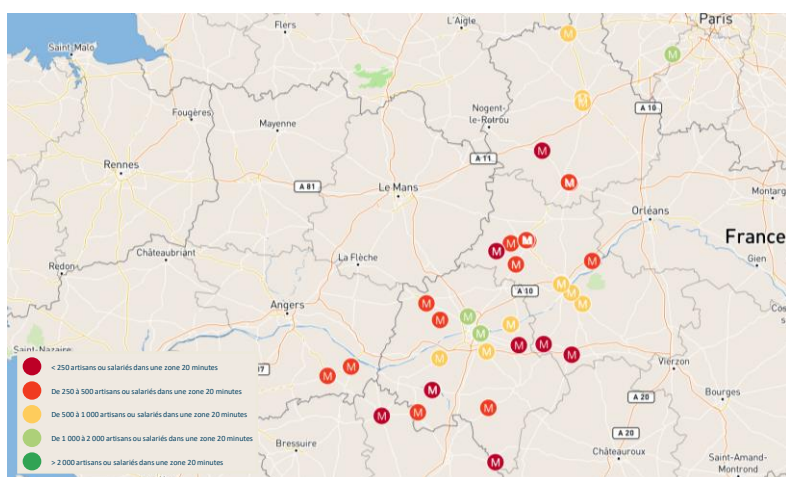 Paris
Flers
L'Aigle
Saint-Malo
Nogent-
le-Rotrou
A 10
Fougères
Mayenne
M
A 11
Rennes
A 81
Le Mans
Orléans
Montarg
France
Gien
Châteaubriant
La Flèche
Redon
A 10
Angers
Saint-Nazaire
Vierzon
Bourges
A 20
A 20
Bressuire
Châteauroux
Saint-Amand-
Montrond
< 250 artisans ou salariés dans une zone 20 minutes
De 250 à 500 artisans ou salariés dans une zone 20 minutes
De 500 à 1 000 artisans ou salariés dans une zone 20 minutes
De 1 000 à 2 000 artisans ou salariés dans une zone 20 minutes
> 2 000 artisans ou salariés dans une zone 20 minutes